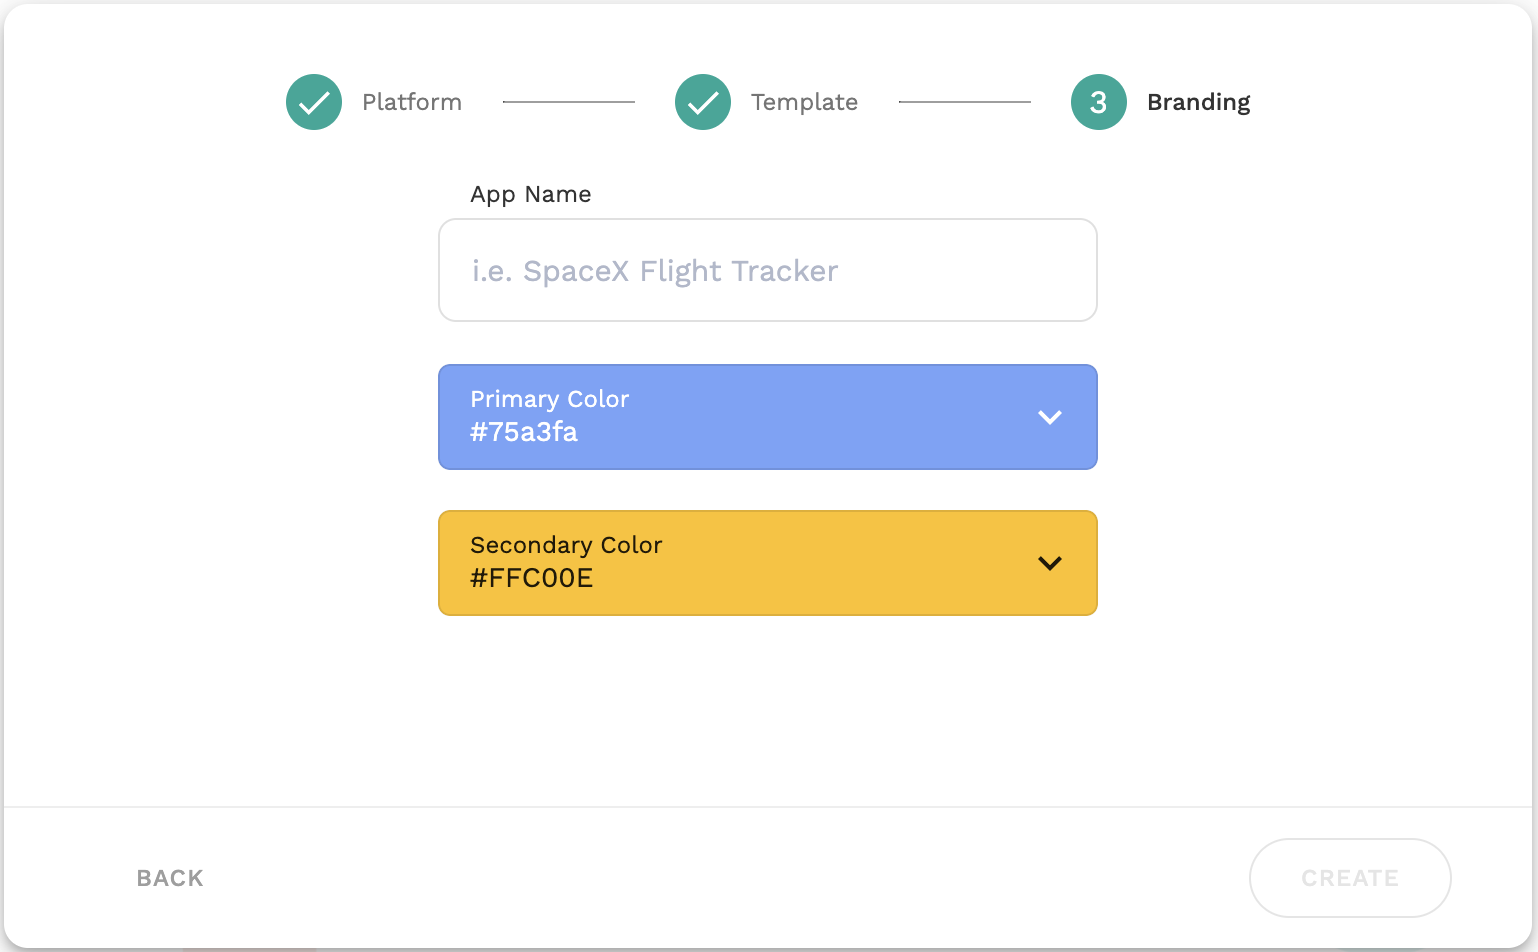 Platform
Template
3 Branding
App Name
i.e. SpaceX Flight Tracker
Primary Color
#75a3fa
Secondary Color
#FFC00E
BACK
CREATE